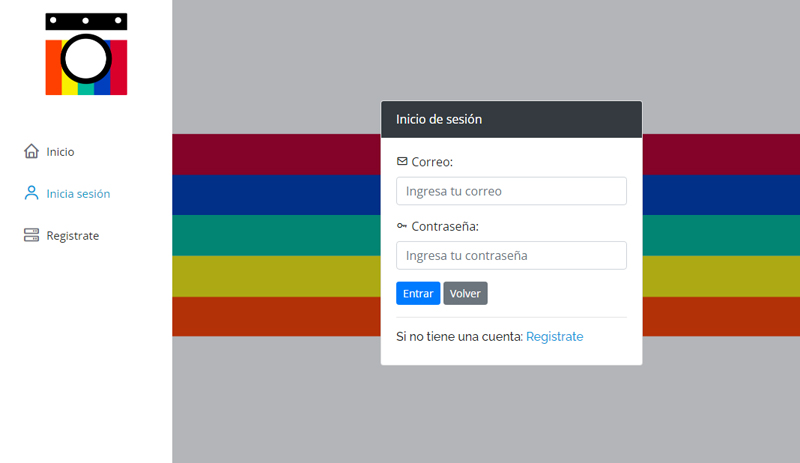 Inicio
Inicia sesión
Registrate
Inicio de sesión
Correo:
Ingresa tu correo
Contraseña:
Ingresa tu contraseña
Entrar Volver
Si no tiene una cuenta: Registrate